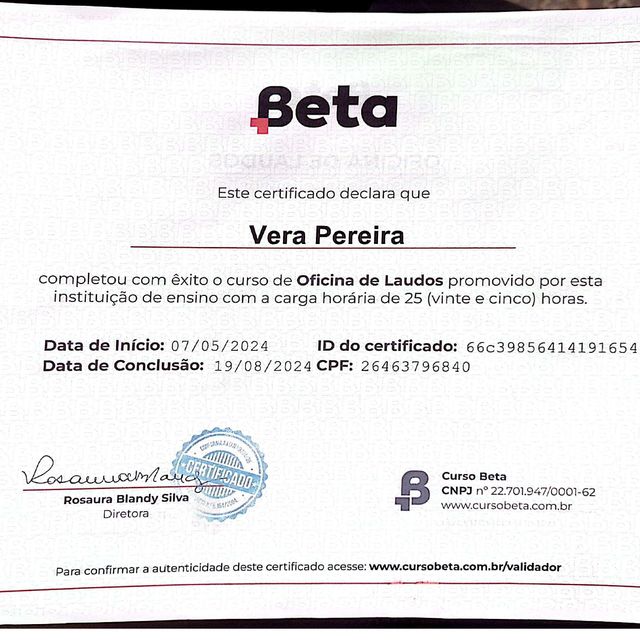 Beta
OFICINA DE LAUDOS
Este certificado declara que
Vera Pereira
completou com êxito o curso de Oficina de Laudos promovido por esta
instituição de ensino com a carga horária de 25 (vinte e cinco) horas.
Data de Início: 07/05/2024 ID do certificado: 66c39856414191654
Data de Conclusão: 19/08/2024 CPF: 26463796840
CERTIFICADO
Rosaura Blandy Silva
Diretora
Curso Beta
CNPJ nº 22.701.947/0001-62
www.cursobeta.com.br
Para confirmar a autenticidade deste certificado acesse: www.cursobeta.com.br/validador